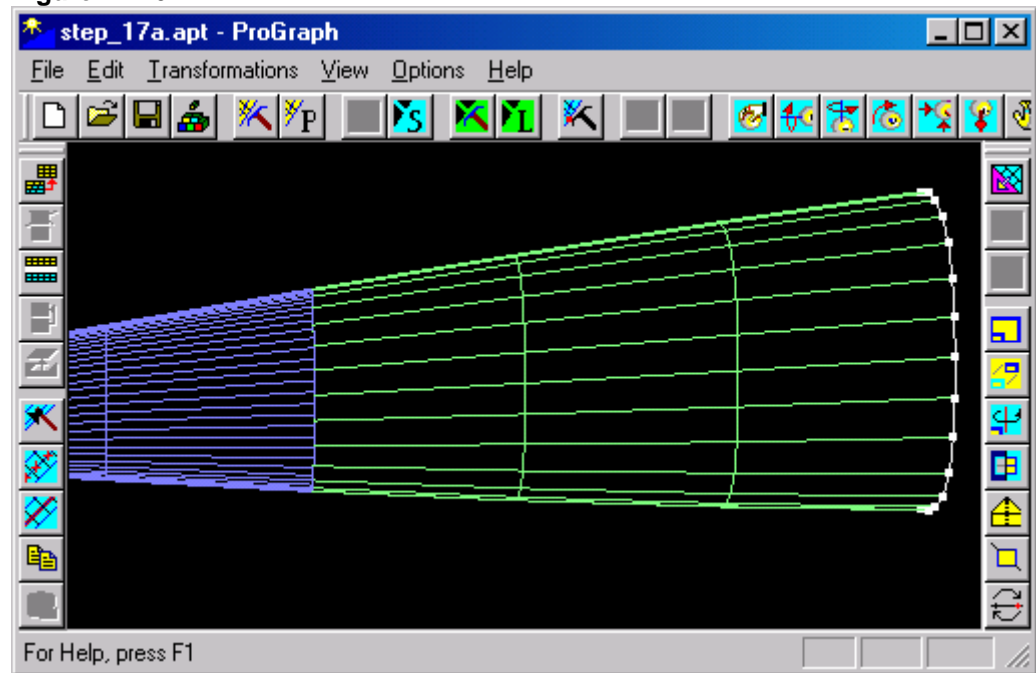 step_17a.apt - ProGraph
File Edit Transformations View Options Help
P S L
For Help, press F1